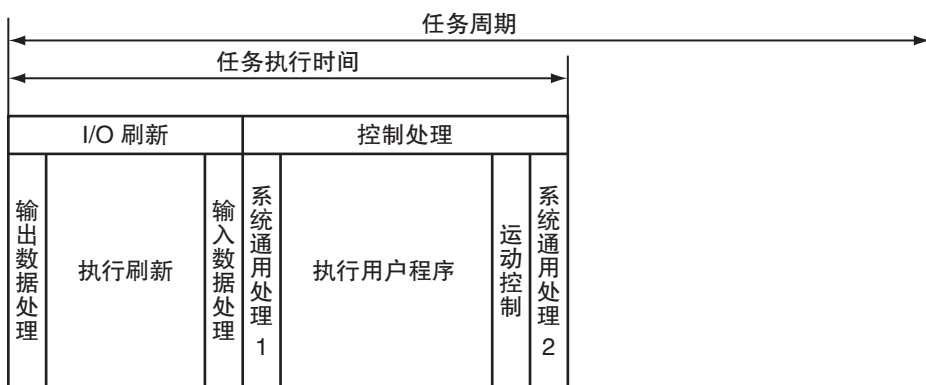 任务周期
任务执行时间
I/O 刷新
控制处理
输出数据处理
执行刷新
输入数据处理
系统通用处理1
执行用户程序
运动控制
系统通用处理2